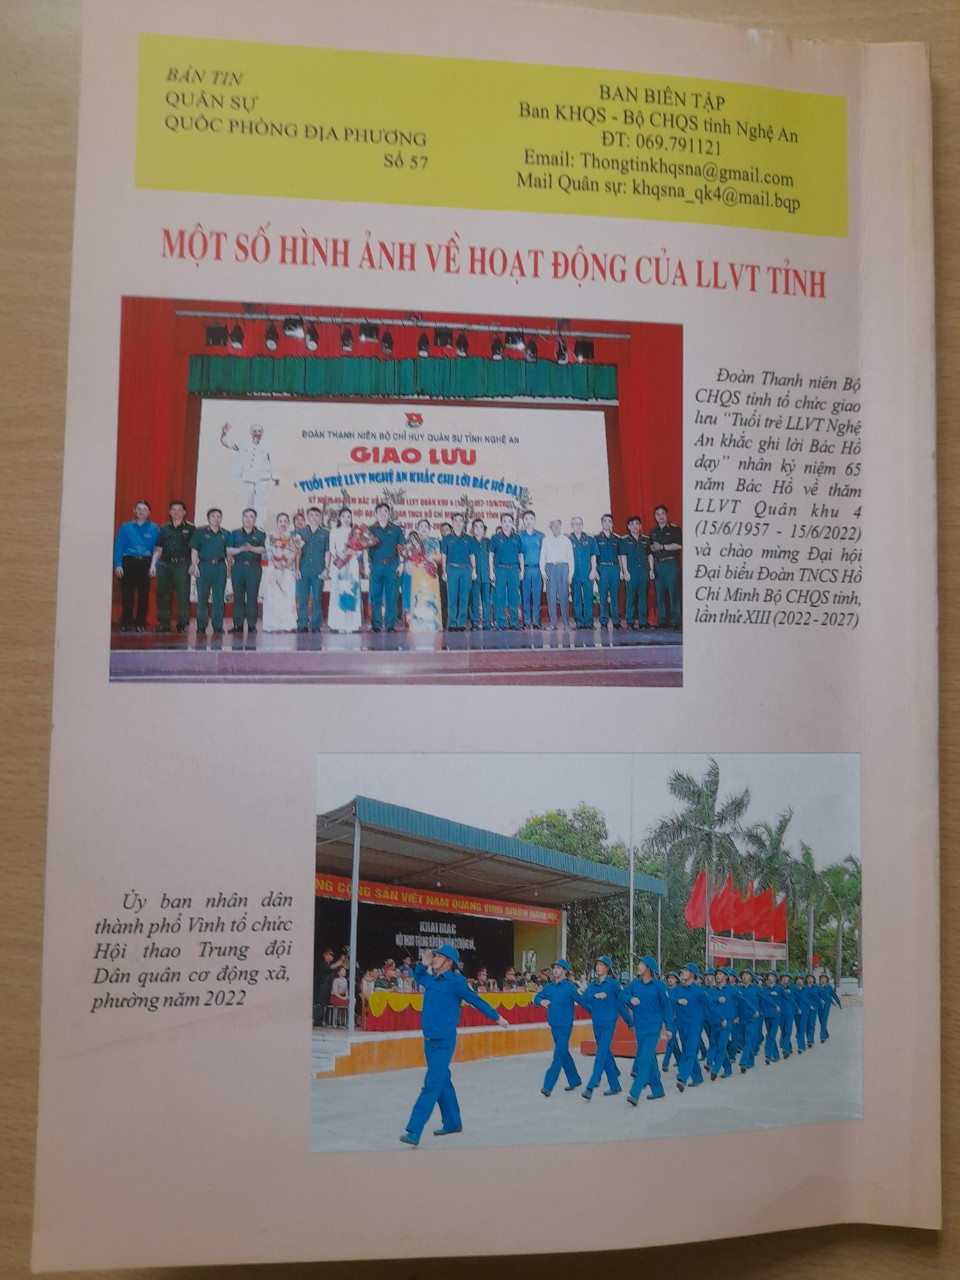 BẢN TIN
QUÂN SỰ
QUỐC PHÒNG ĐỊA PHƯƠNG
Số 57
BAN BIÊN TẬP
Ban KHQS - Bộ CHQS tỉnh Nghệ An
ĐT: 069.791121
Email: Thongtinkhqsna@gmail.com
Mail Quân sự: khqsna_qk4@mail.bqp
MỘT SỐ HÌNH ẢNH VỀ HOẠT ĐỘNG CỦA LLVT TỈNH
ĐOÀN THANH NIÊN BỘ CHỈ HUY QUÂN SỰ TỈNH NGHỆ AN
GIAO LƯU
"TUỔI TRẺ LLVT NGHỆ AN KHẮC GHI LỜI BÁC HỒ DẠY"
Đoàn Thanh niên Bộ
CHQS tỉnh tổ chức giao
lưu "Tuổi trẻ LLVT Nghệ
An khắc ghi lời Bác Hồ
dạy" nhân kỷ niệm 65
năm Bác Hồ về thăm
LLVT Quân khu 4
(15/6/1957 - 15/6/2022)
và chào mừng Đại hội
Đại biểu Đoàn TNCS Hồ
Chí Minh Bộ CHQS tỉnh,
lần thứ XIII (2022 - 2027)
Ủy ban nhân dân
thành phố Vinh tổ chức
Hội thao Trung đội
Dân quân cơ động xã,
phường năm 2022
NG CỘNG SẢN VIỆT NAM QUANG VINH MUÔN NĂM
KHAI MẠC